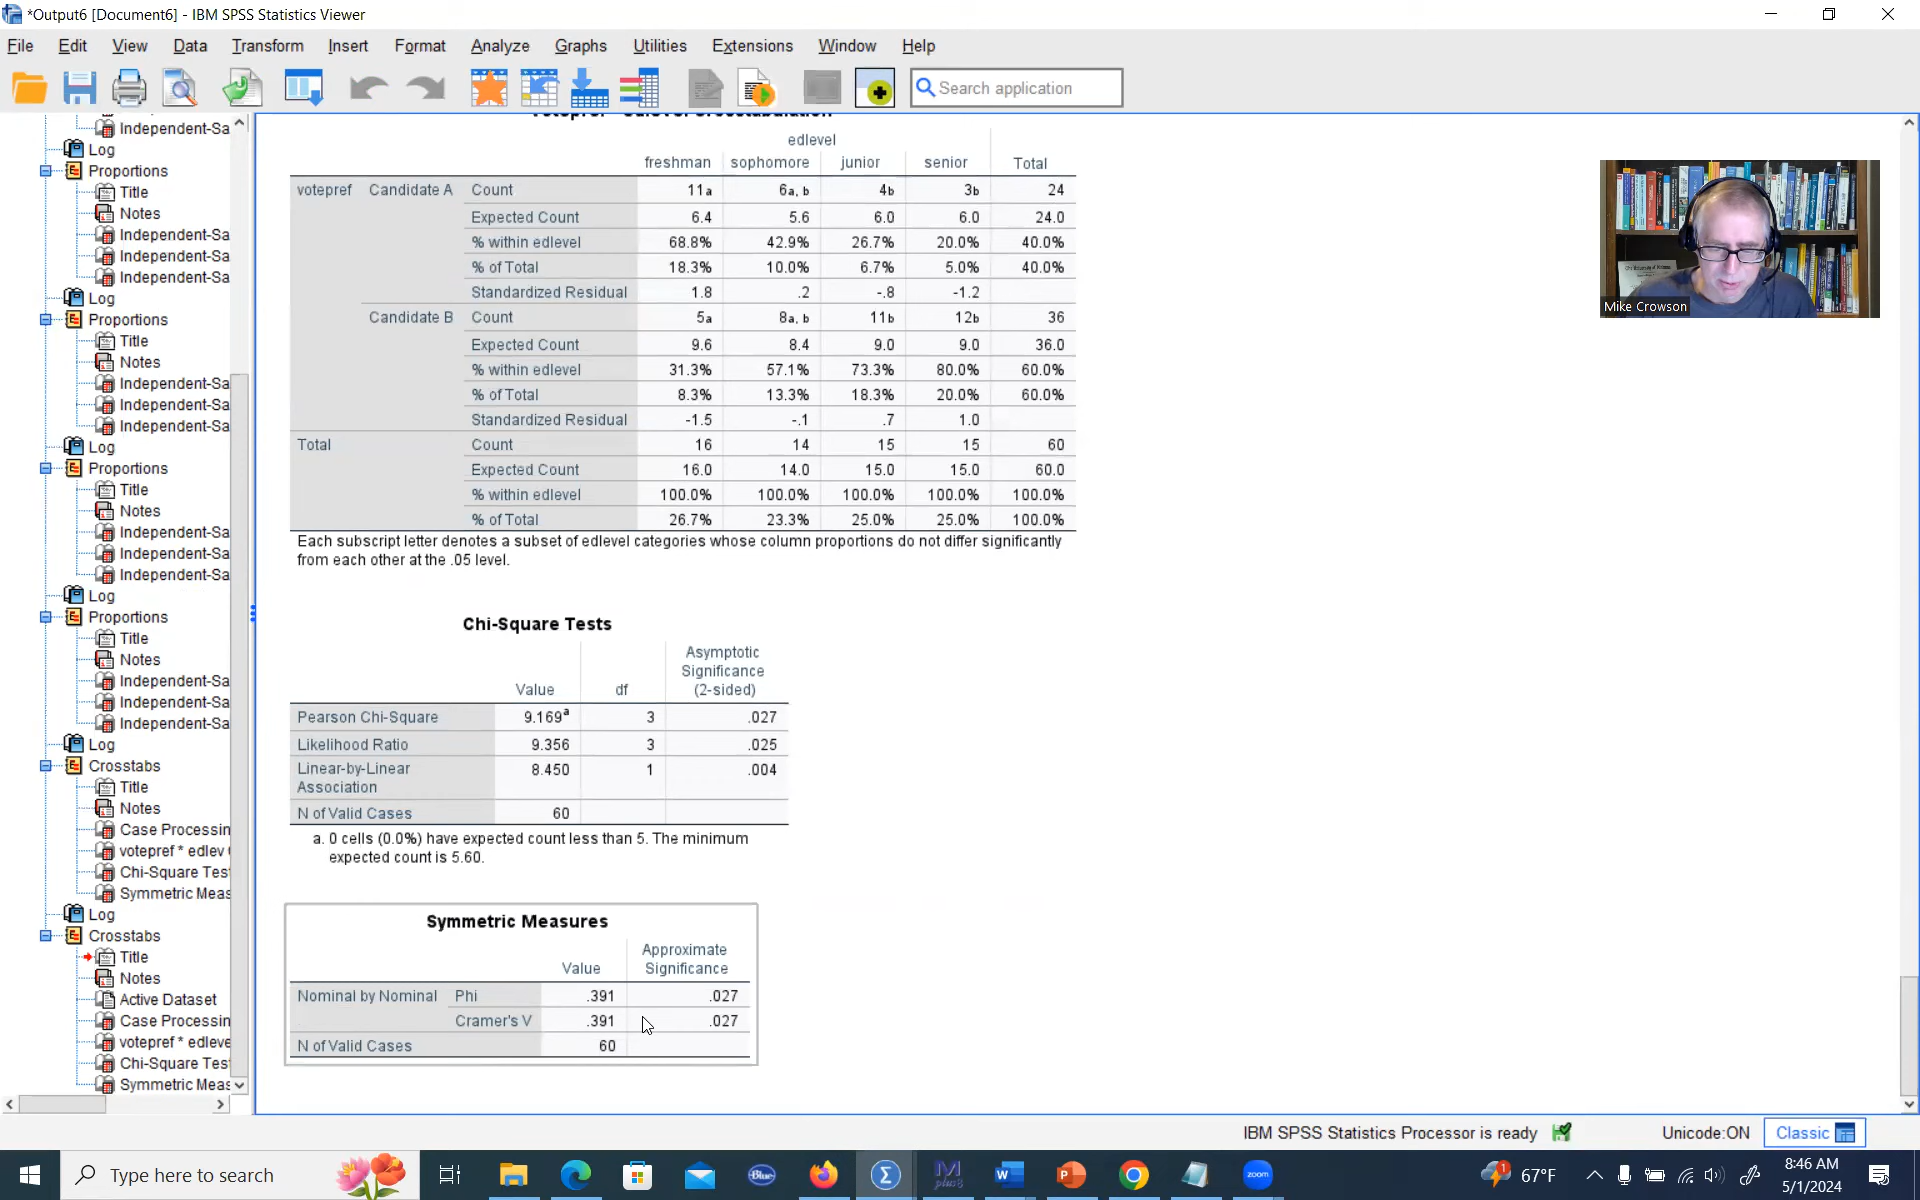 *Output6 [Document6] - IBM SPSS Statistics Viewer
File Edit View Data Transform Insert Format Analyze Graphs Utilities Extensions Window Help
Search application
Independent-Sa
Log
Proportions
Title
Notes
Independent-Sa
Independent-Sa
Independent-Sa
Log
Proportions
Title
Notes
Independent-Sa
Independent-Sa
Independent-Sa
Log
Proportions
Title
Notes
Independent-Sa
Independent-Sa
Independent-Sa
Log
Proportions
Title
Notes
Independent-Sa
Independent-Sa
Independent-Sa
Log
Crosstabs
Title
Notes
Case Processin
votepref * edlev
Chi-Square Tes
Symmetric Meas
Log
Crosstabs
Title
Notes
Active Dataset
Case Processin
votepref * edleve
Chi-Square Tes
Symmetric Meas
edlevel
freshman sophomore junior senior Total
votepref Candidate A Count 11a 6a, b 4b 3b 24
Expected Count 6.4 5.6 6.0 6.0 24.0
% within edlevel 68.8% 42.9% 26.7% 20.0% 40.0%
% of Total 18.3% 10.0% 6.7% 5.0% 40.0%
Standardized Residual 1.8 .2 -.8 -1.2
Candidate B Count 5a 8a, b 11b 12b 36
Expected Count 9.6 8.4 9.0 9.0 36.0
% within edlevel 31.3% 57.1% 73.3% 80.0% 60.0%
% of Total 8.3% 13.3% 18.3% 20.0% 60.0%
Standardized Residual -1.5 -.1 .7 1.0
Total Count 16 14 15 15 60
Expected Count 16.0 14.0 15.0 15.0 60.0
% within edlevel 100.0% 100.0% 100.0% 100.0% 100.0%
% of Total 26.7% 23.3% 25.0% 25.0% 100.0%
Each subscript letter denotes a subset of edlevel categories whose column proportions do not differ significantly
from each other at the .05 level.
Chi-Square Tests
Value df Asymptotic Significance (2-sided)
Pearson Chi-Square 9.169a 3 .027
Likelihood Ratio 9.356 3 .025
Linear-by-Linear Association 8.450 1 .004
N of Valid Cases 60
a. 0 cells (0.0%) have expected count less than 5. The minimum
expected count is 5.60.
Symmetric Measures
Value Approximate Significance
Nominal by Nominal Phi .391 .027
Cramer's V .391 .027
N of Valid Cases 60
Mike Crowson
IBM SPSS Statistics Processor is ready Unicode:ON Classic
Type here to search
Blue
zoom
67°F
8:46 AM
5/1/2024